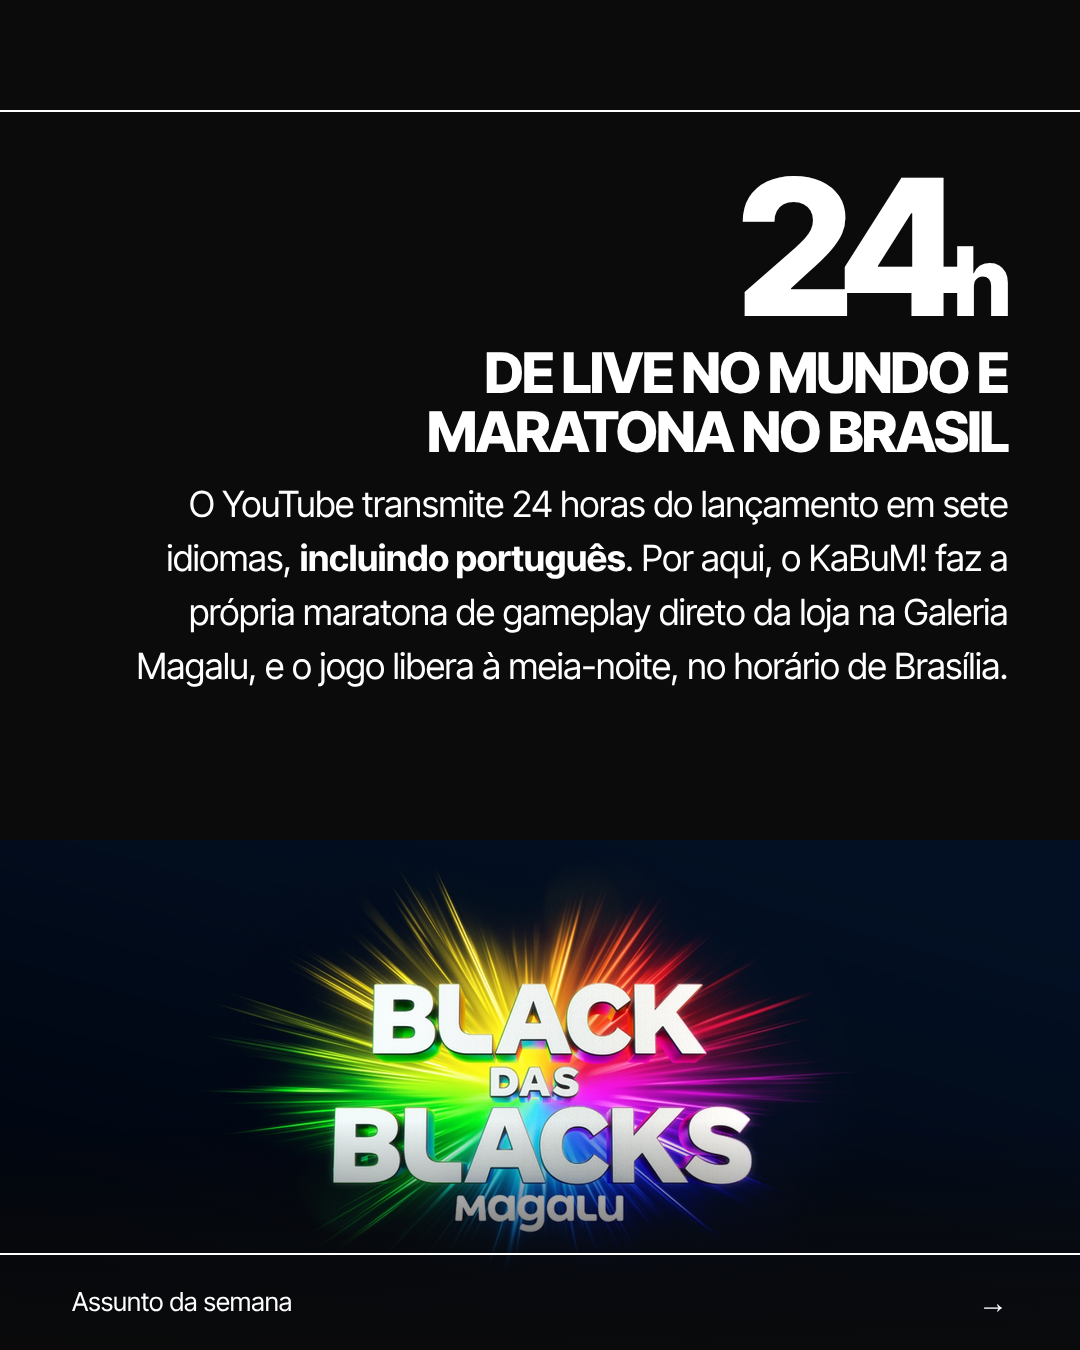 24h
DE LIVE NO MUNDO E
MARATONA NO BRASIL
O YouTube transmite 24 horas do lançamento em sete
idiomas, incluindo português. Por aqui, o KaBuM! faz a
própria maratona de gameplay direto da loja na Galeria
Magalu, e o jogo libera à meia-noite, no horário de Brasília.
BLACK
DAS
BLACKS
Magalu
Assunto da semana →